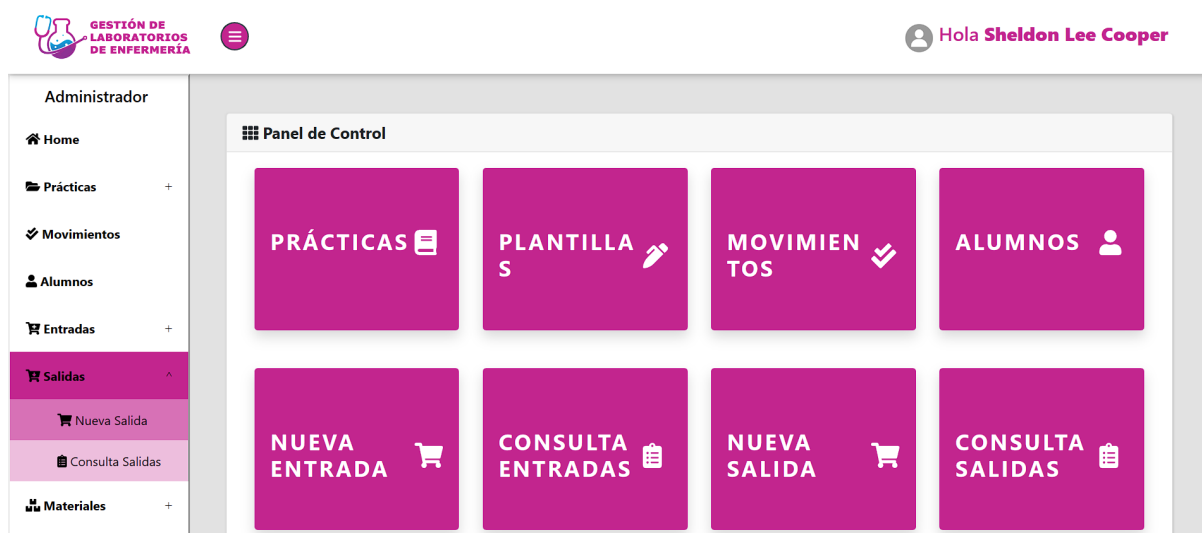 GESTIÓN DE
LABORATORIOS
DE ENFERMERÍA
Hola Sheldon Lee Cooper
Administrador
Home
Prácticas +
Movimientos
Alumnos
Entradas +
Salidas ^
Nueva Salida
Consulta Salidas
Materiales +
Panel de Control
PRÁCTICAS
PLANTILLA
S
MOVIMIEN
TOS
ALUMNOS
NUEVA
ENTRADA
CONSULTA
ENTRADAS
NUEVA
SALIDA
CONSULTA
SALIDAS